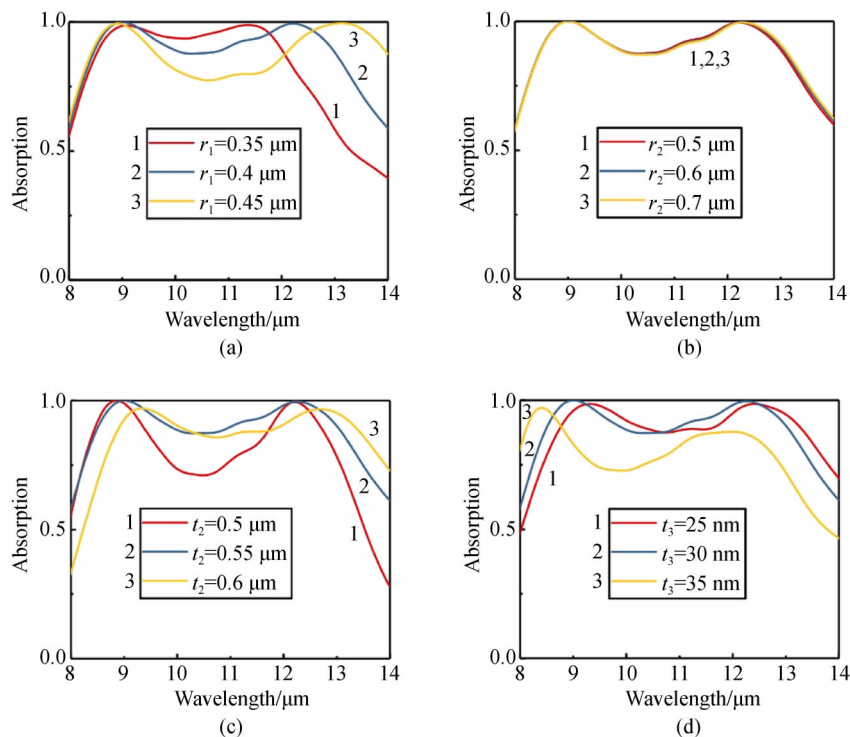 1.0
Absorption
0.5
0.0
3
2
1
1 r₁=0.35 μm
2 r₁=0.4 μm
3 r₁=0.45 μm
8 9 10 11 12 13 14
Wavelength/μm
(a)
1.0
Absorption
0.5
0.0
1,2,3
1 r₂=0.5 μm
2 r₂=0.6 μm
3 r₂=0.7 μm
8 9 10 11 12 13 14
Wavelength/μm
(b)
1.0
Absorption
0.5
0.0
3
2
1
1 t₂=0.5 μm
2 t₂=0.55 μm
3 t₂=0.6 μm
8 9 10 11 12 13 14
Wavelength/μm
(c)
1.0
Absorption
0.5
0.0
3
2
1
1 t₃=25 nm
2 t₃=30 nm
3 t₃=35 nm
8 9 10 11 12 13 14
Wavelength/μm
(d)